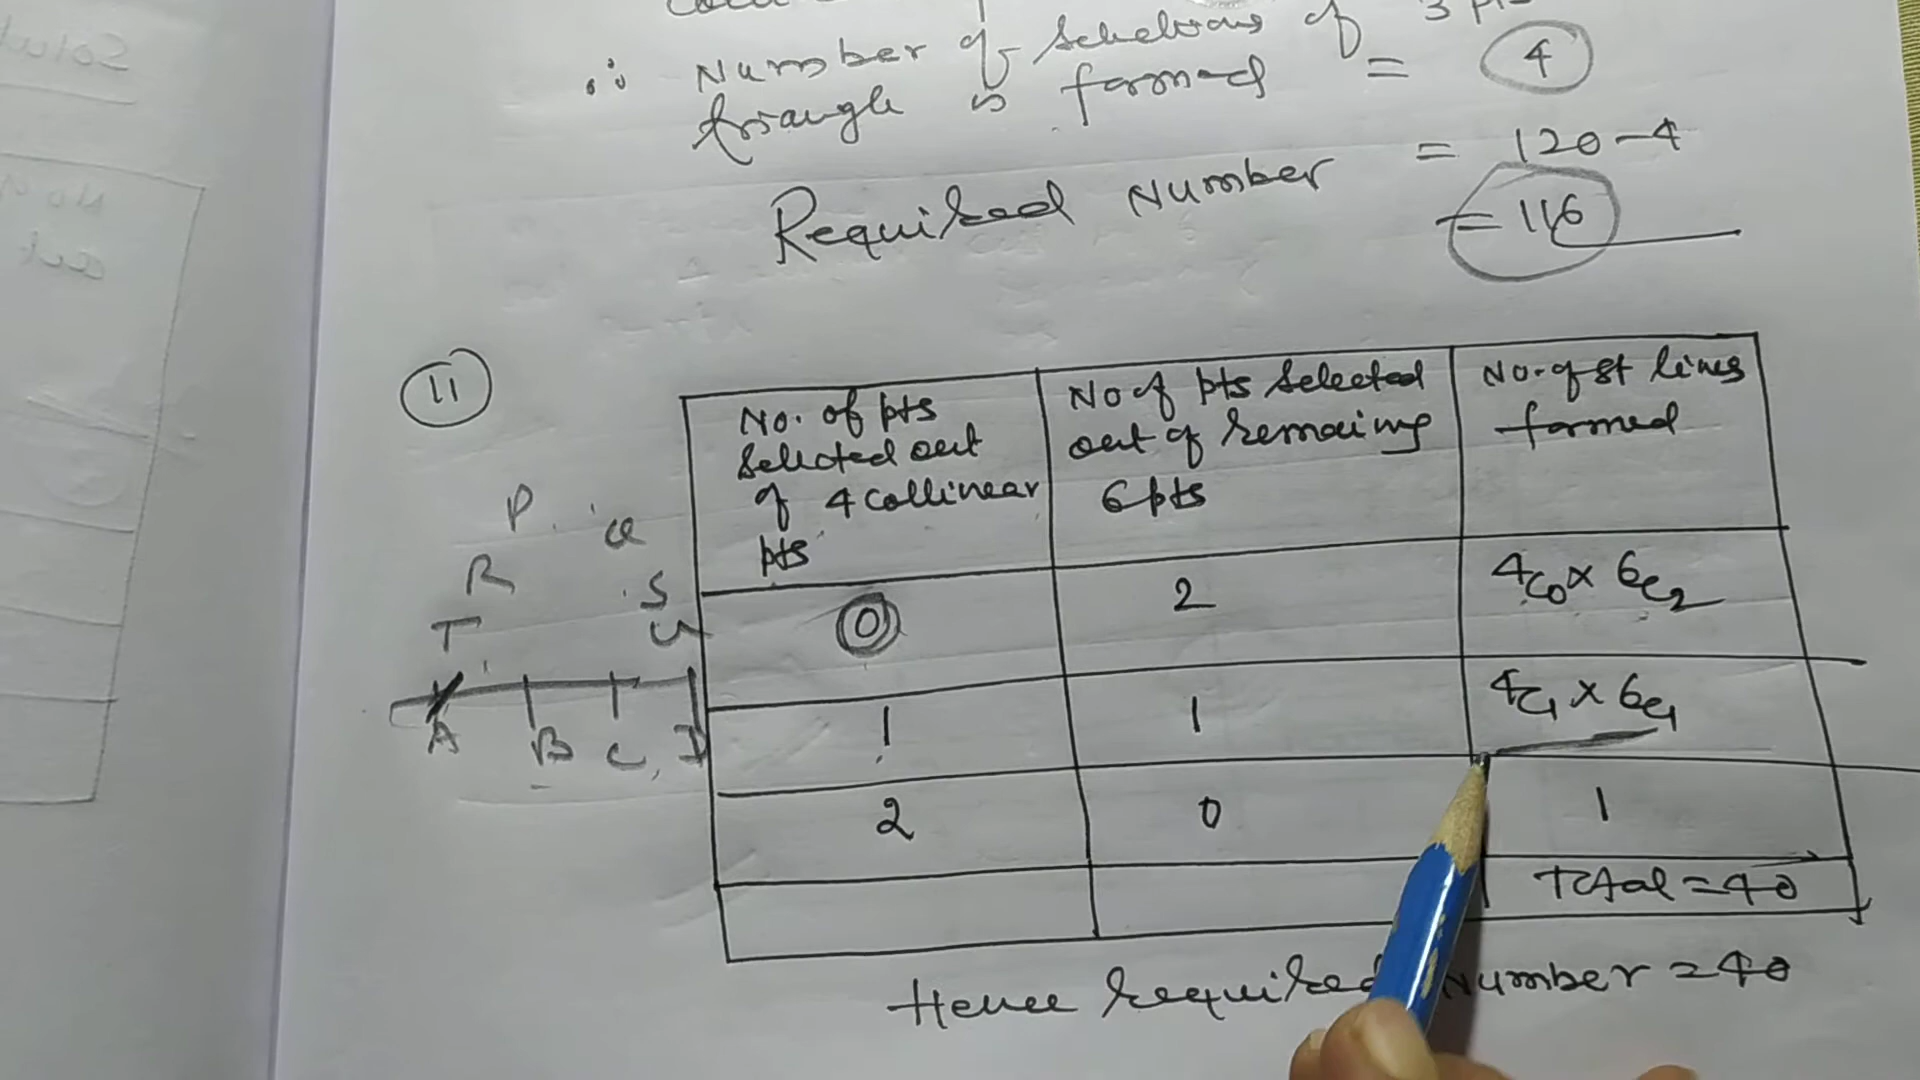 ∴ Number of selections of 3 pts
triangle is formed = 4
Required Number = 120-4
= 116
11
No. of pts selected out of 4 collinear pts
No of pts selected out of remaining 6 pts
No. of st lines formed
P. Q
R .S
T U
A B C, D
0 2 4c0 x 6c2
1 1 4c1 x 6c1
2 0 1
Total = 40
Hence required Number = 40